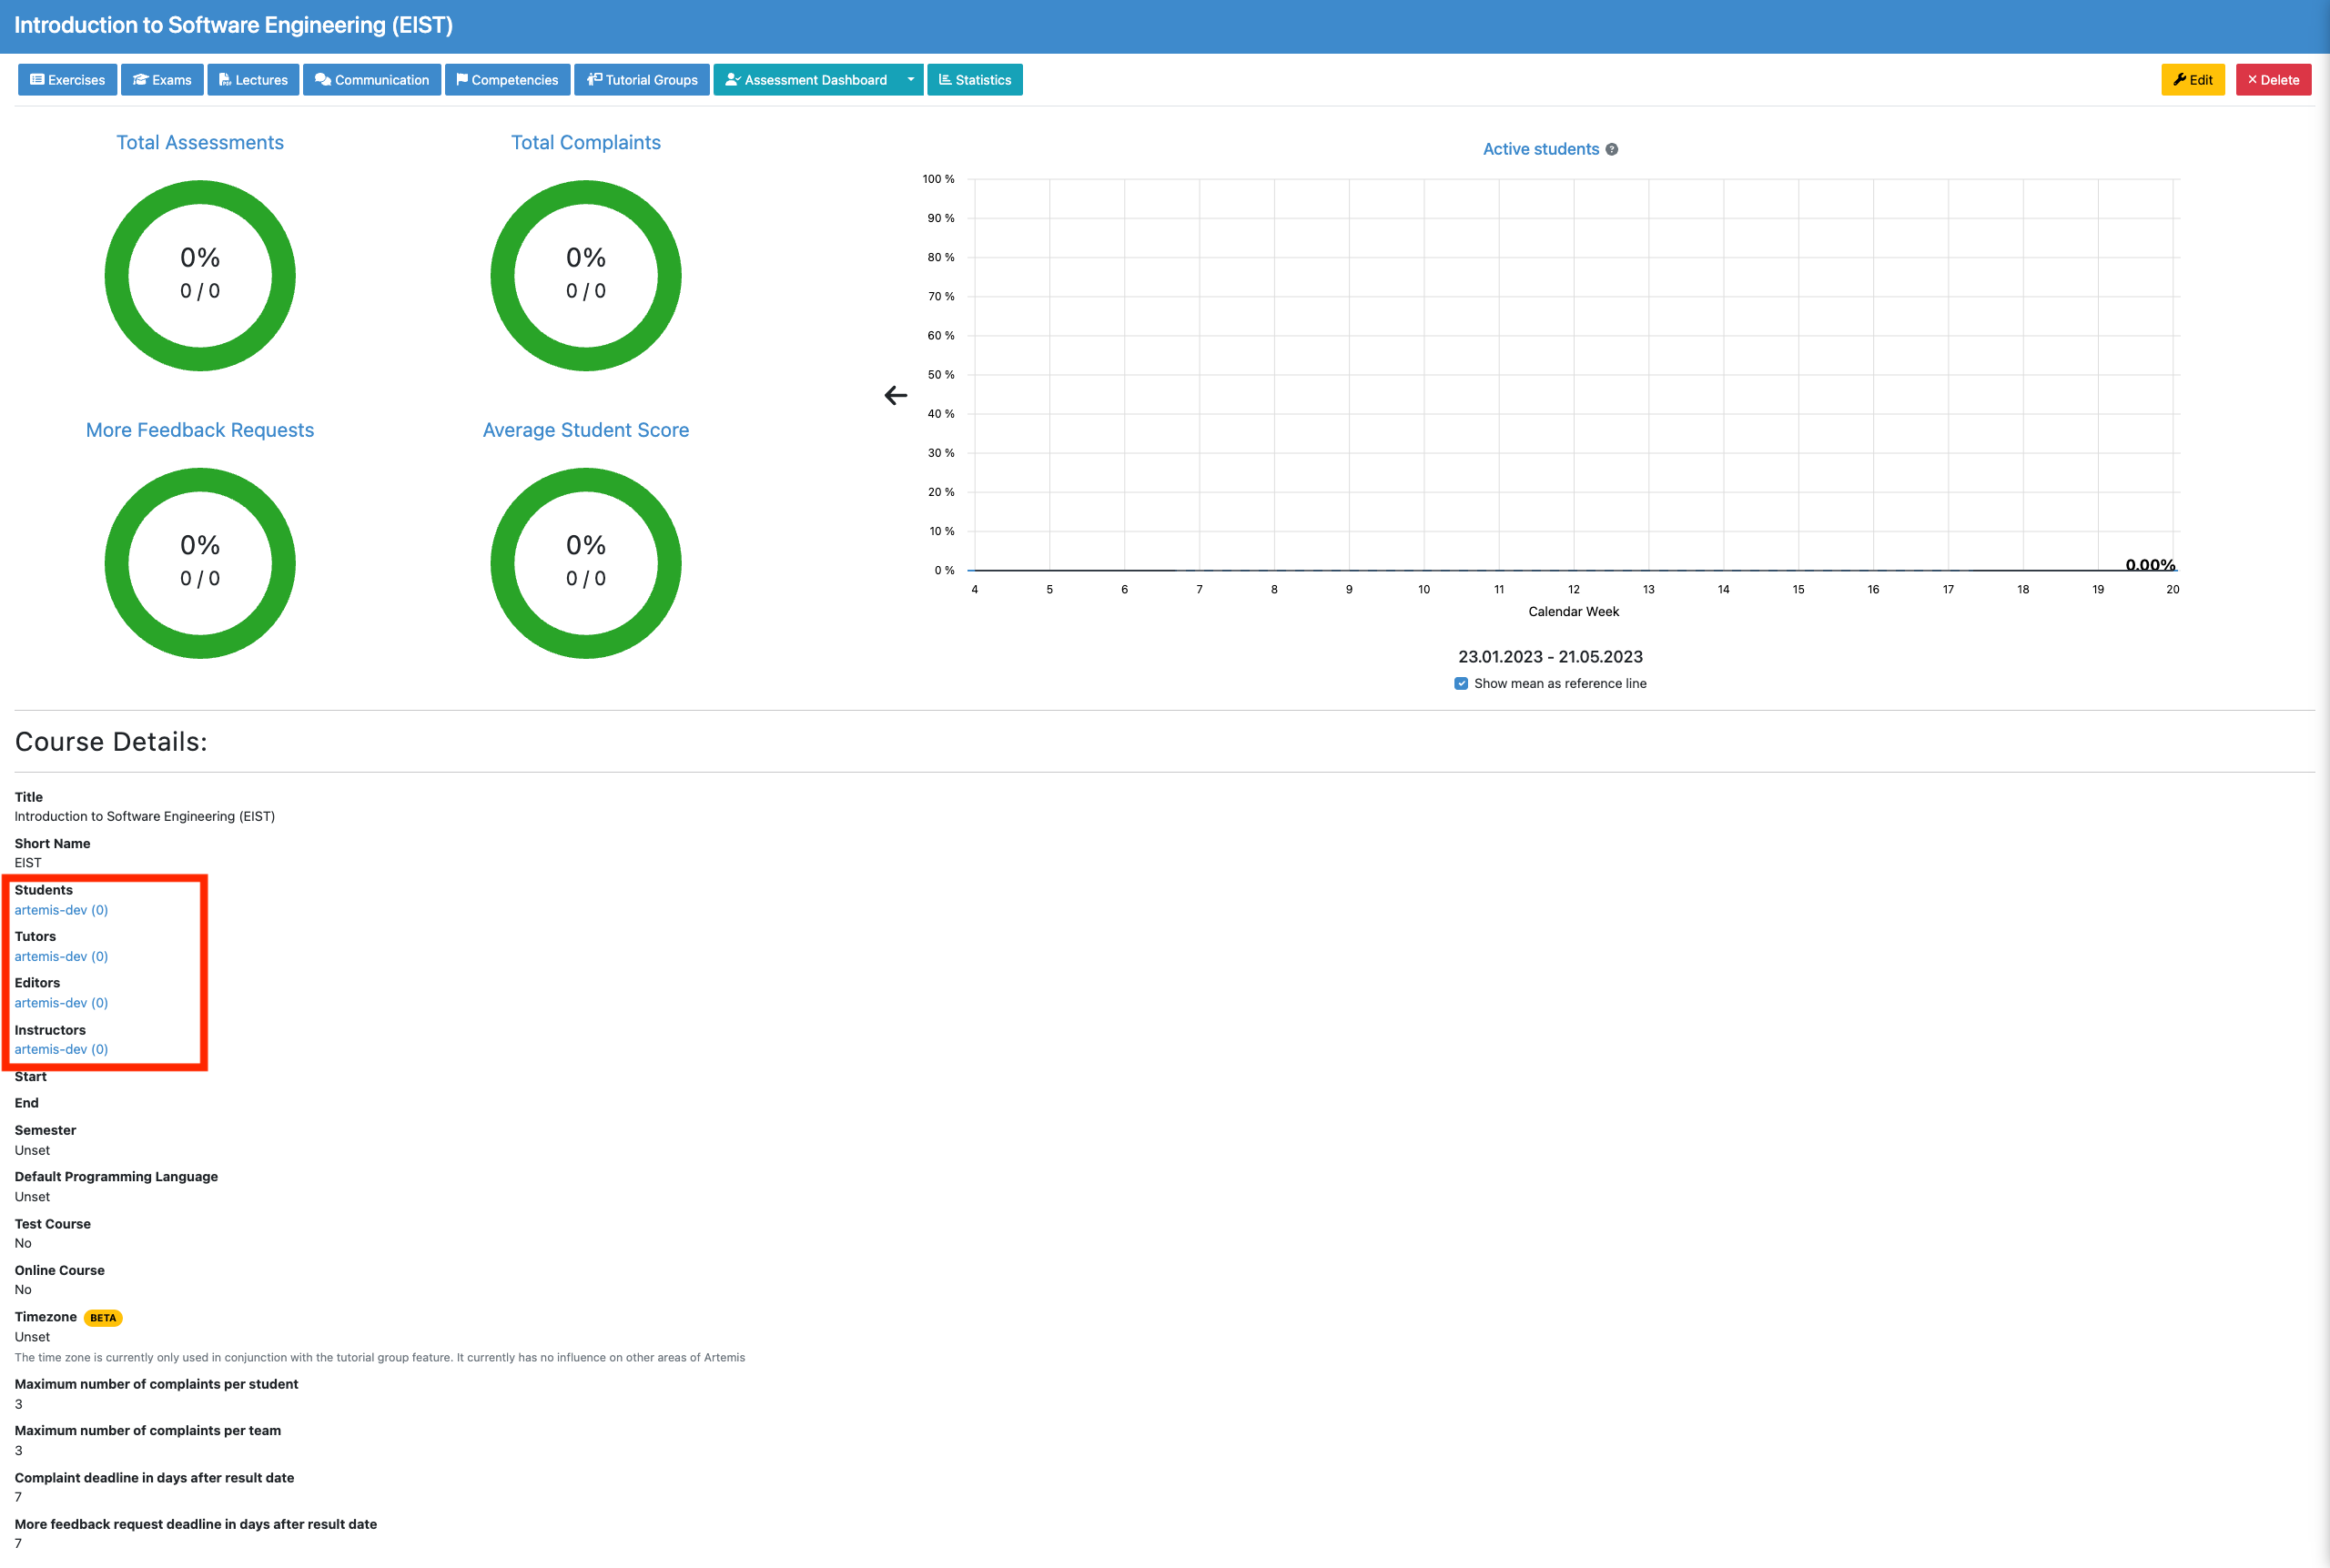 Introduction to Software Engineering (EIST)
Exercises Exams Lectures Communication Competencies Tutorial Groups Assessment Dashboard Statistics Edit × Delete
Total Assessments Total Complaints
0% 0%
0 / 0 0 / 0
More Feedback Requests Average Student Score
0% 0%
0 / 0 0 / 0
Active students ?
100 %
90 %
80 %
70 %
60 %
50 %
40 %
30 %
20 %
10 %
0 %
0.00%
4 5 6 7 8 9 10 11 12 13 14 15 16 17 18 19 20
Calendar Week
23.01.2023 - 21.05.2023
Show mean as reference line
Course Details:
Title
Introduction to Software Engineering (EIST)
Short Name
EIST
Students
artemis-dev (0)
Tutors
artemis-dev (0)
Editors
artemis-dev (0)
Instructors
artemis-dev (0)
Start
End
Semester
Unset
Default Programming Language
Unset
Test Course
No
Online Course
No
Timezone BETA
Unset
The time zone is currently only used in conjunction with the tutorial group feature. It currently has no influence on other areas of Artemis
Maximum number of complaints per student
3
Maximum number of complaints per team
3
Complaint deadline in days after result date
7
More feedback request deadline in days after result date
7